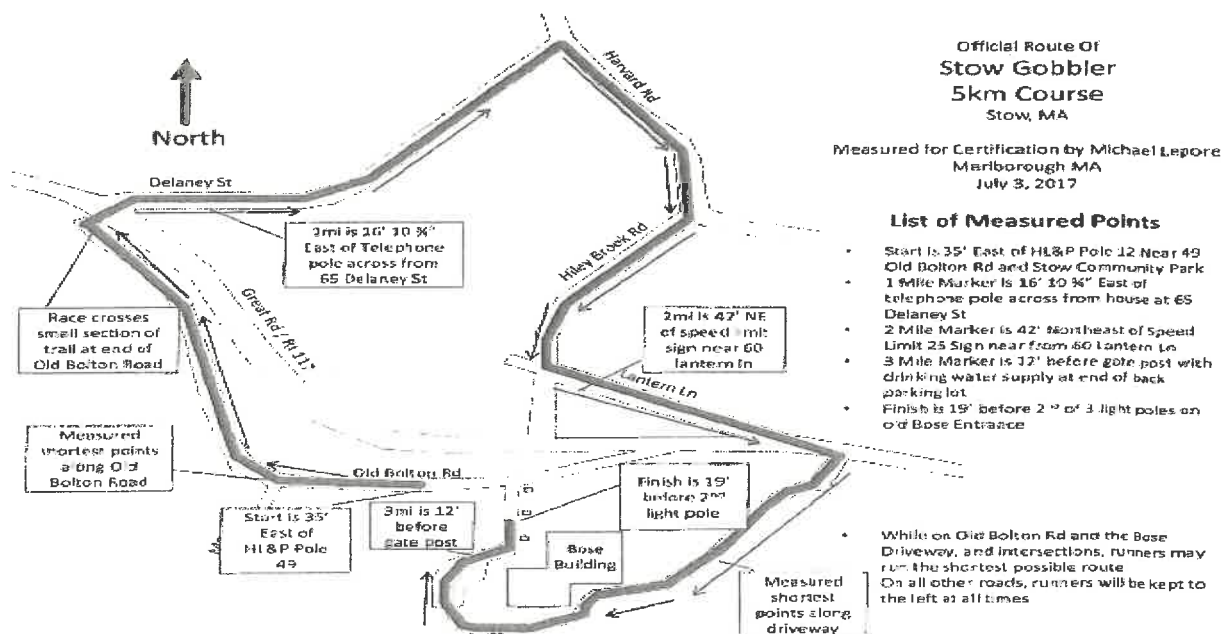 Official Route Of
Stow Gobbler
5km Course
Stow, MA
Measured for Certification by Michael Lepore
Marlborough MA
July 3, 2017
List of Measured Points
• Start is 35' East of HL&P Pole 12 Near 49
Old Bolton Rd and Stow Community Park
• 1 Mile Marker is 16' 10 ¾" East of
telephone pole across from house at 65
Delaney St
• 2 Mile Marker is 42' Northeast of Speed
Limit 25 Sign near from 60 Lantern Ln
• 3 Mile Marker is 12' before gate post with
drinking water supply at end of back
parking lot
• Finish is 19' before 2nd of 3 light poles on
old Bose Entrance
• While on Old Bolton Rd and the Bose
Driveway, and intersections, runners may
run the shortest possible route
On all other roads, runners will be kept to
the left at all times
North
Delaney St
Harvard Rd
1mi is 16' 10 ¾"
East of Telephone
pole across from
65 Delaney St
Hiley Brook Rd
Great Rd / Rt 117
Race crosses
small section of
trail at end of
Old Bolton Road
2mi is 42' NE
of speed limit
sign near 60
lantern ln
Lantern Ln
Measured
shortest points
along Old
Bolton Road
Old Bolton Rd
Start is 35'
East of
HL&P Pole
49
3mi is 12'
before
gate post
Finish is 19'
before 2nd
light pole
Bose
Building
Measured
shortest
points along
driveway